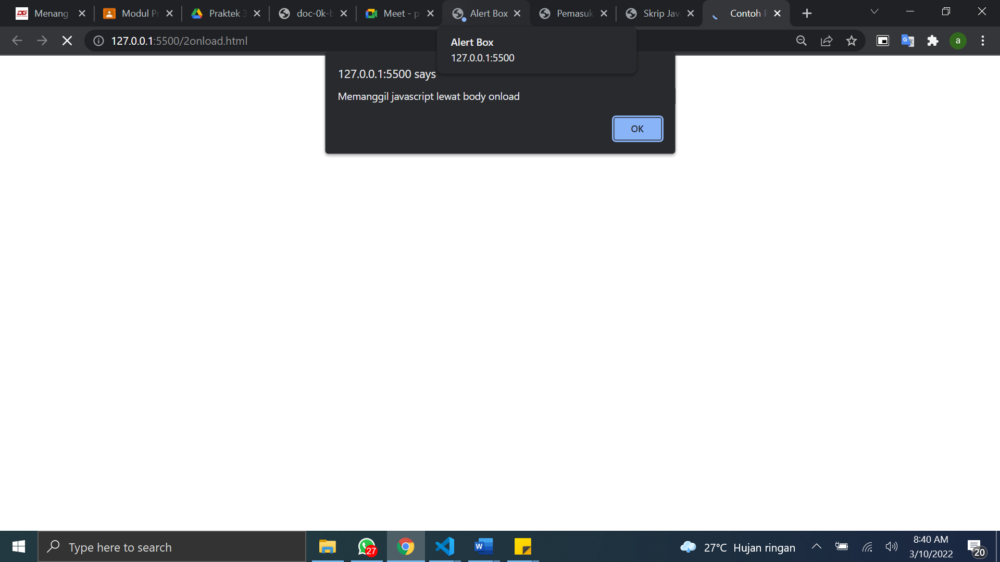 Menang
Modul Pr
Praktek 3
doc-0k-b
Meet - p
Alert Box
Pemasuk
Skrip Jav
Contoh P
127.0.0.1:5500/2onload.html
a
Alert Box
127.0.0.1:5500
127.0.0.1:5500 says
Memanggil javascript lewat body onload
OK
Type here to search
27
27°C Hujan ringan
8:40 AM
3/10/2022
20